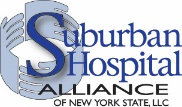 Suburban
Hospital
ALLIANCE
OF NEW YORK STATE, LLC